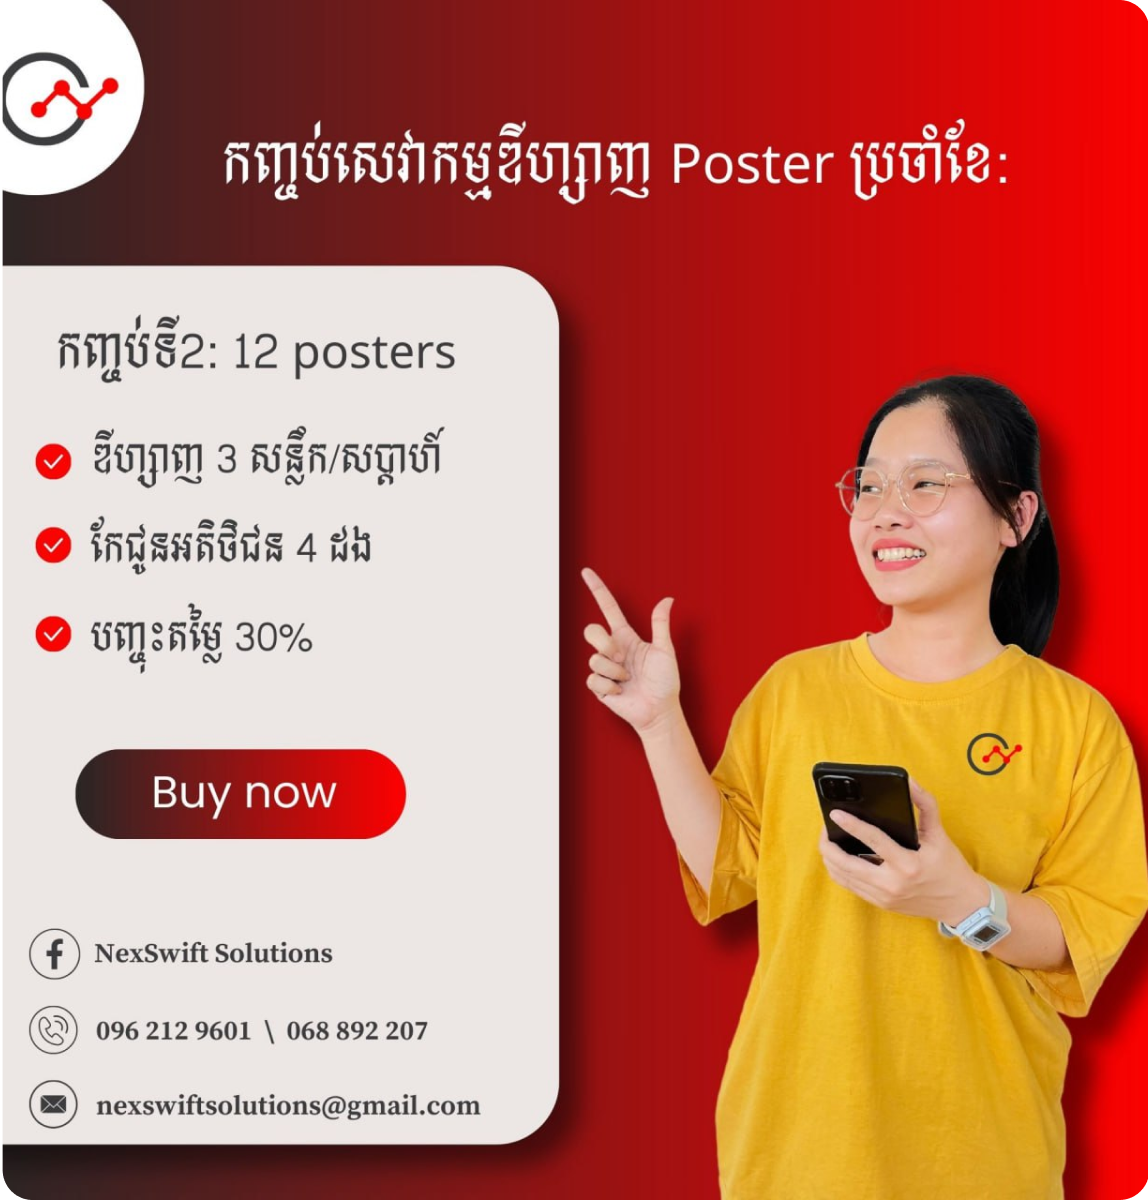 កញ្ចប់សេវាកម្មឌីហ្សាញ Poster ប្រចាំខែ:
កញ្ចប់ទី2: 12 posters
ឌីហ្សាញ 3 សន្លឹក/សប្តាហ៍
កែជូនអតិថិជន 4 ដង
បញ្ចុះតម្លៃ 30%
Buy now
NexSwift Solutions
096 212 9601 \ 068 892 207
nexswiftsolutions@gmail.com